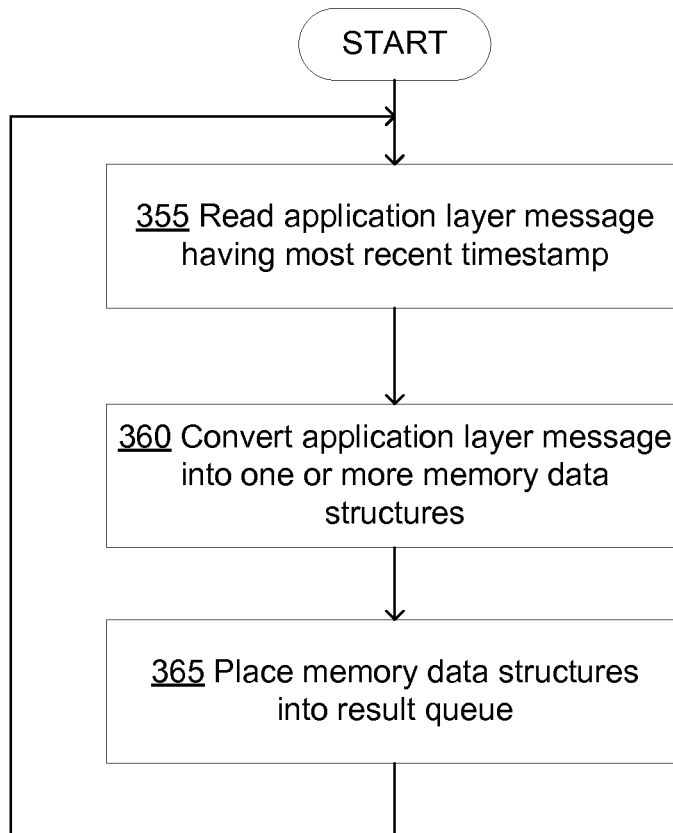 START
355 Read application layer message
having most recent timestamp
360 Convert application layer message
into one or more memory data
structures
365 Place memory data structures
into result queue